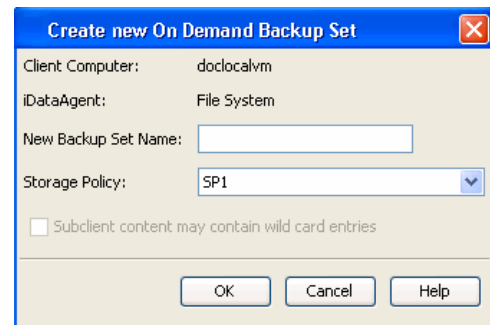 Create new On Demand Backup Set
Client Computer: doclocalvm
iDataAgent: File System
New Backup Set Name:
Storage Policy: SP1
Subclient content may contain wild card entries
OK Cancel Help